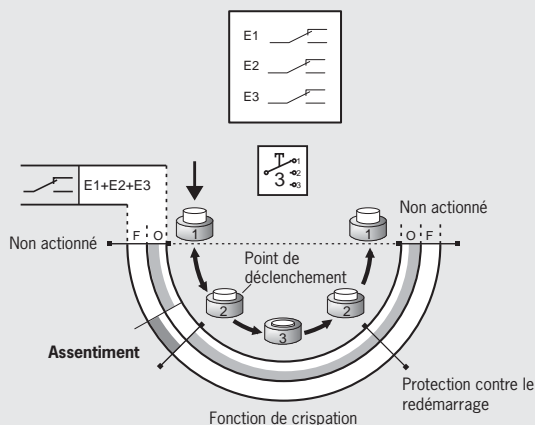 E1
E2
E3
1
2
3
3
E1+E2+E3
Non actionné
F
O
1
1
O
F
Non actionné
Point de
déclenchement
2
2
3
Assentiment
Protection contre le
redémarrage
Fonction de crispation